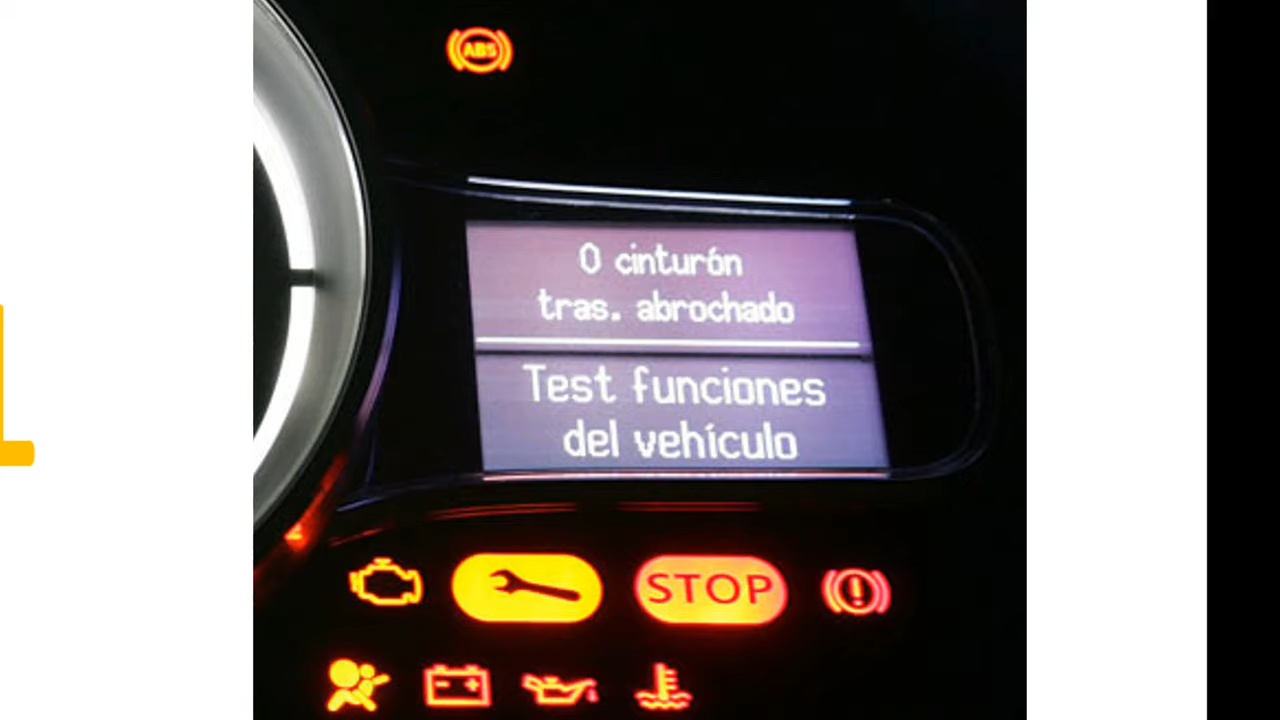 ABS
0 cinturón
tras. abrochado
Test funciones
del vehículo
STOP